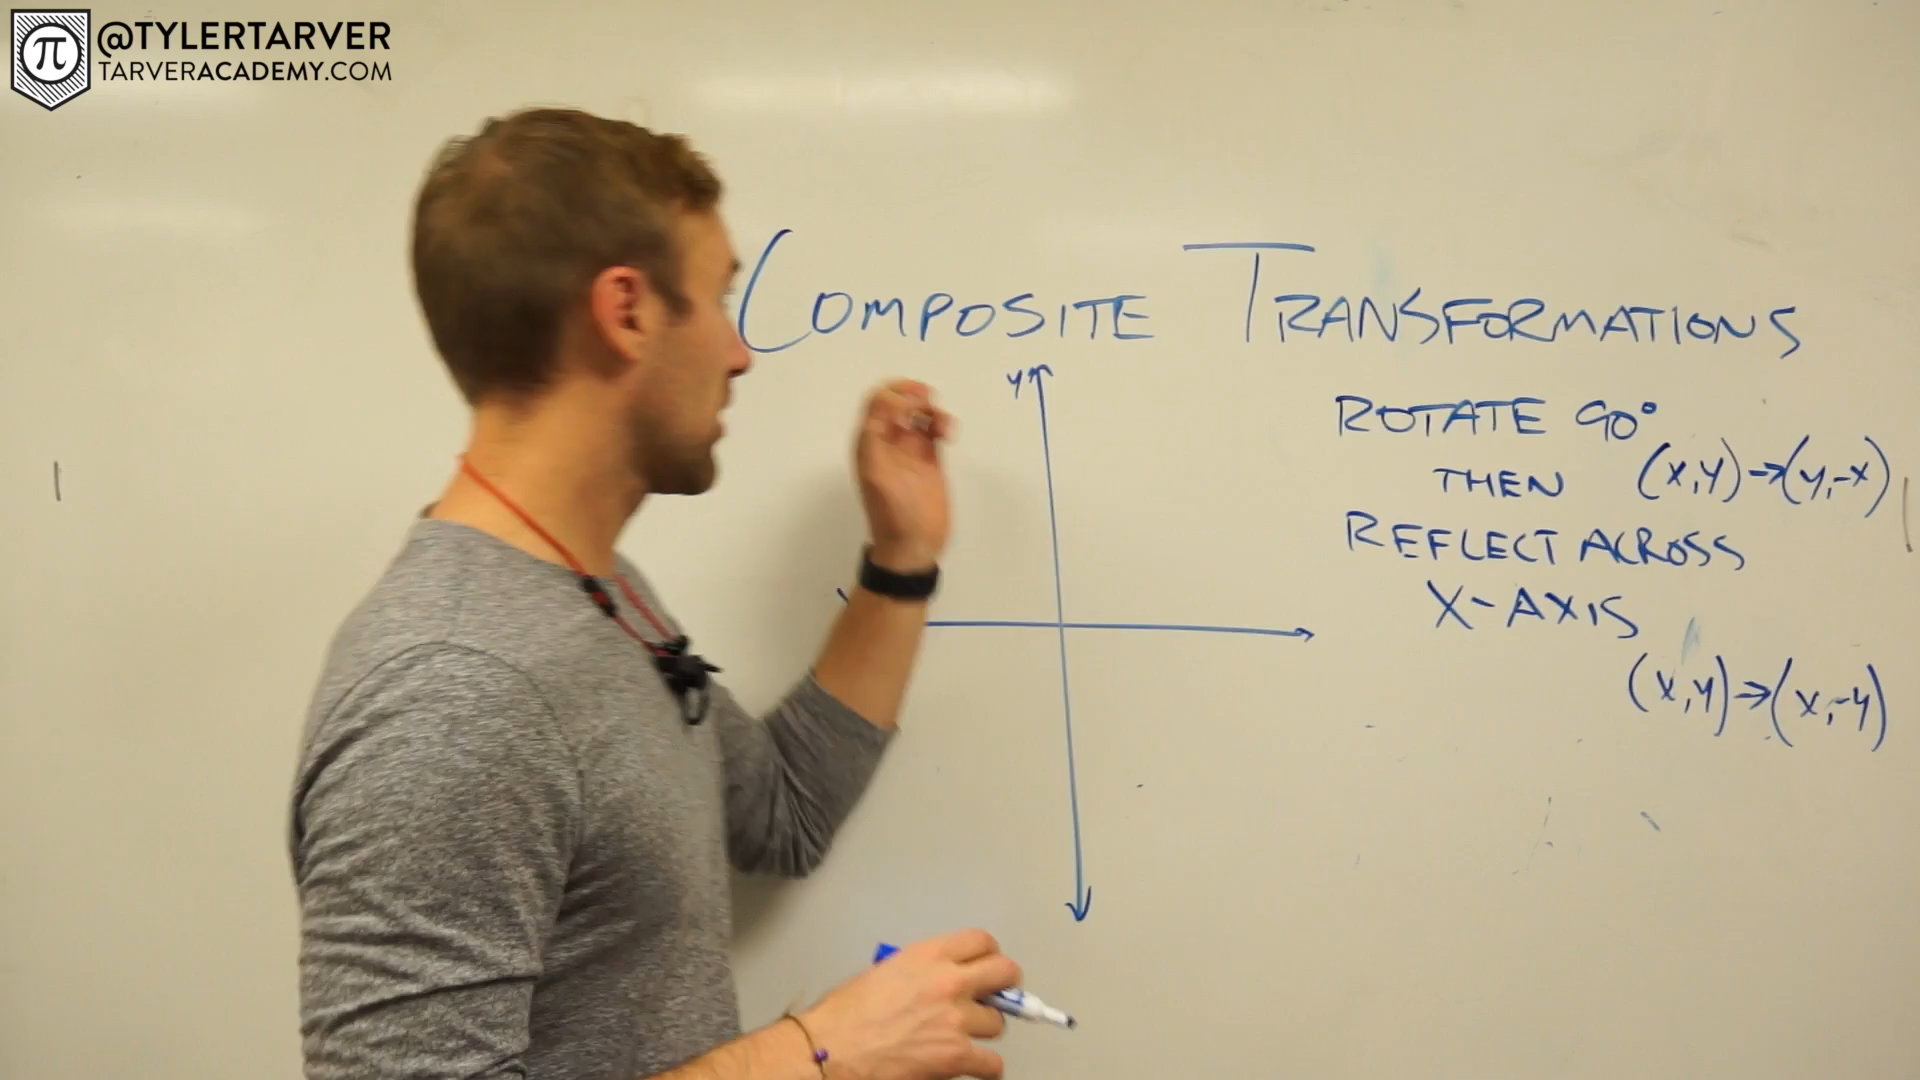 @TYLERTARVER
TARVERACADEMY.COM
π
COMPOSITE TRANSFORMATIONS
y
ROTATE 90°
THEN (x,y)→(y,-x)
REFLECT ACROSS
X-AXIS
(x,y)→(x,-y)